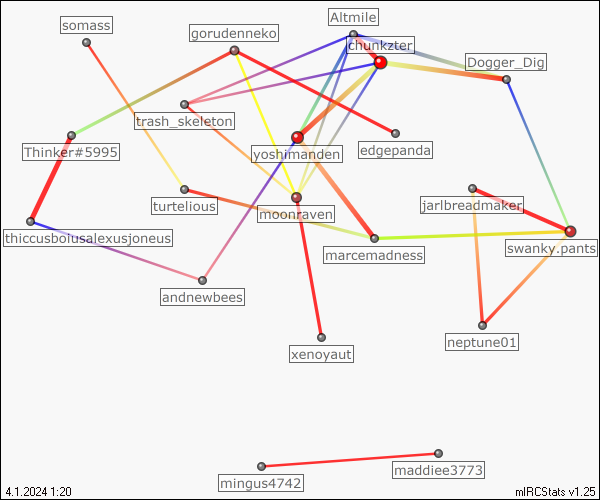 Altmile
somass
gorudenneko
chunkzter
Dogger_Dig
trash_skeleton
Thinker#5995
yoshimanden
edgepanda
turtelious
moonraven
jarlbreadmaker
thiccusbolusalexusjoneus
marcemadness
swanky.pants
andnewbees
xenoyaut
neptune01
mingus4742
maddiee3773
4.1.2024 1:20
mIRCStats v1.25